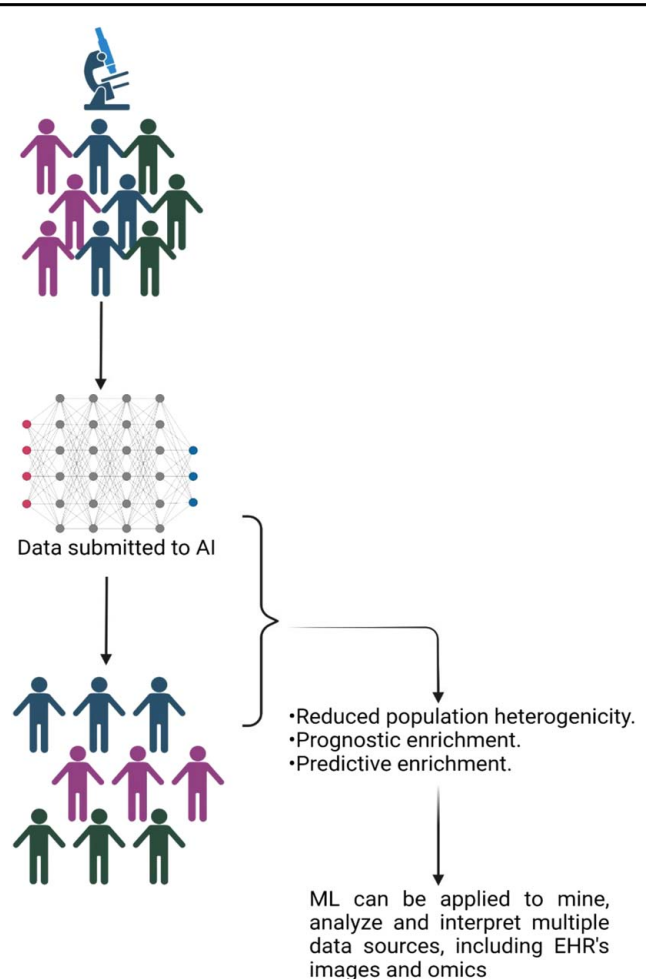 Data submitted to AI
•Reduced population heterogenicity.
•Prognostic enrichment.
•Predictive enrichment.
ML can be applied to mine,
analyze and interpret multiple
data sources, including EHR's
images and omics